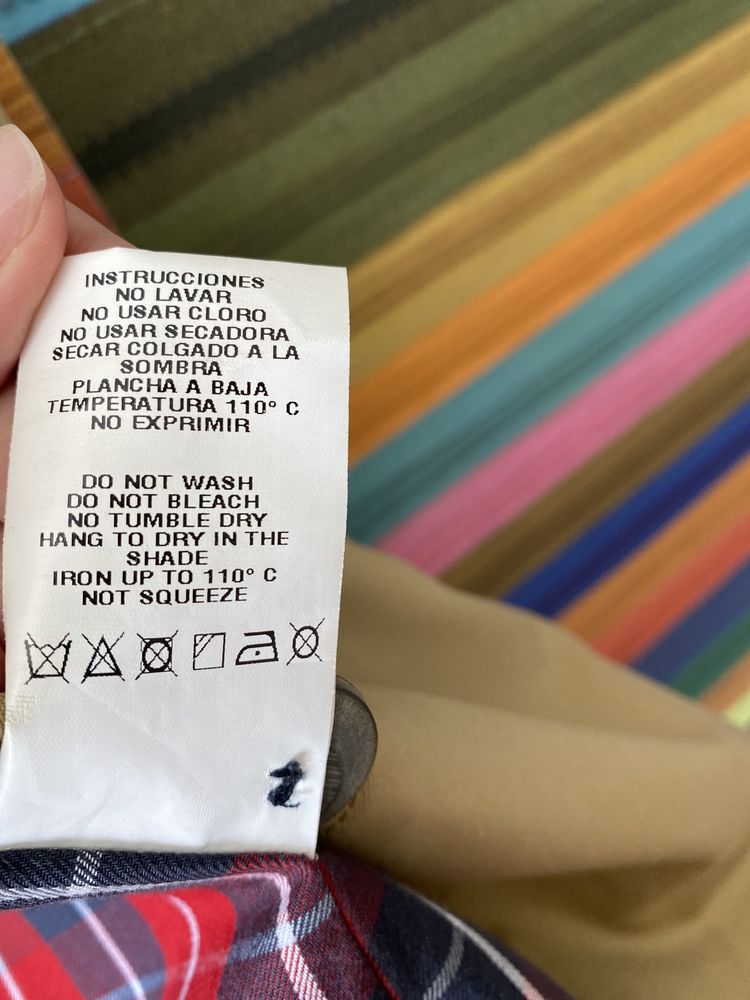 INSTRUCCIONES
NO LAVAR
NO USAR CLORO
NO USAR SECADORA
SECAR COLGADO A LA
SOMBRA
PLANCHA A BAJA
TEMPERATURA 110° C
NO EXPRIMIR
DO NOT WASH
DO NOT BLEACH
NO TUMBLE DRY
HANG TO DRY IN THE
SHADE
IRON UP TO 110° C
NOT SQUEEZE